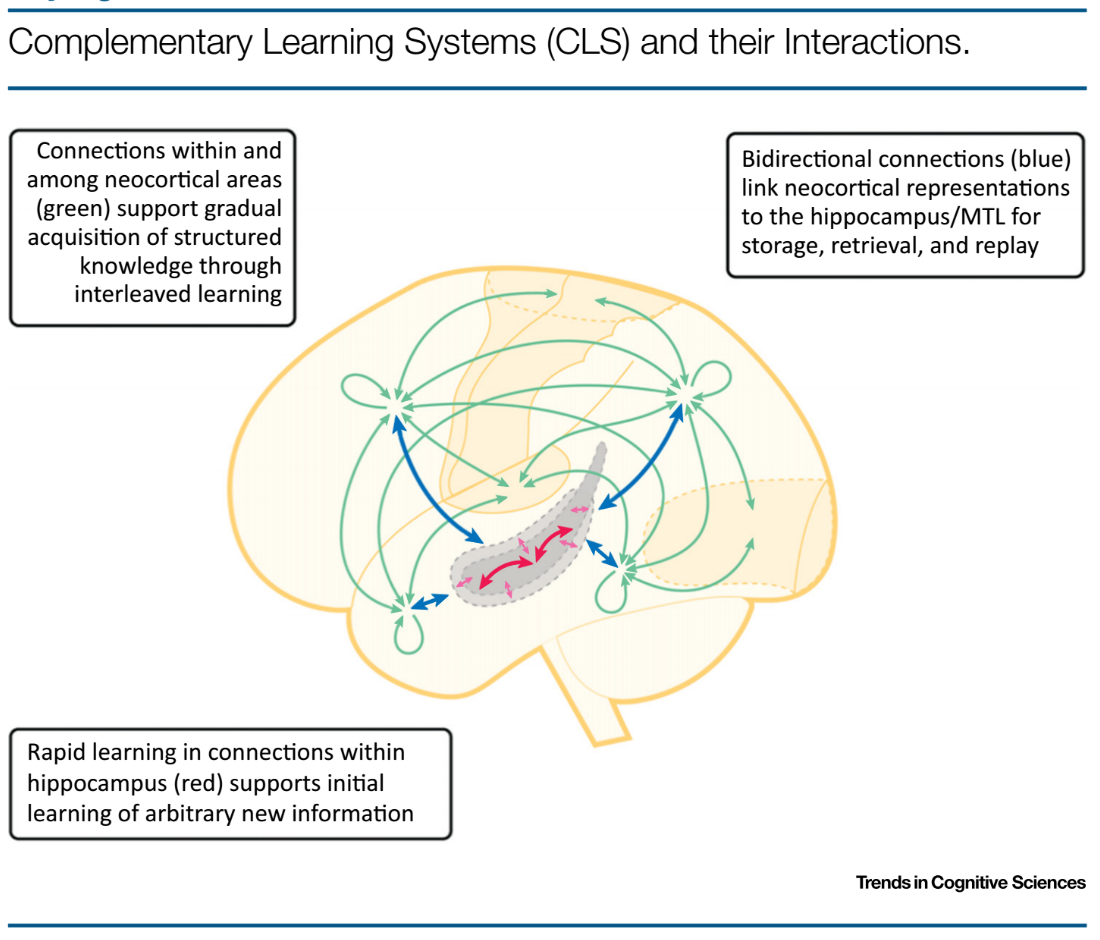 Complementary Learning Systems (CLS) and their Interactions.
Connections within and
among neocortical areas
(green) support gradual
acquisition of structured
knowledge through
interleaved learning
Bidirectional connections (blue)
link neocortical representations
to the hippocampus/MTL for
storage, retrieval, and replay
Rapid learning in connections within
hippocampus (red) supports initial
learning of arbitrary new information
Trends in Cognitive Sciences